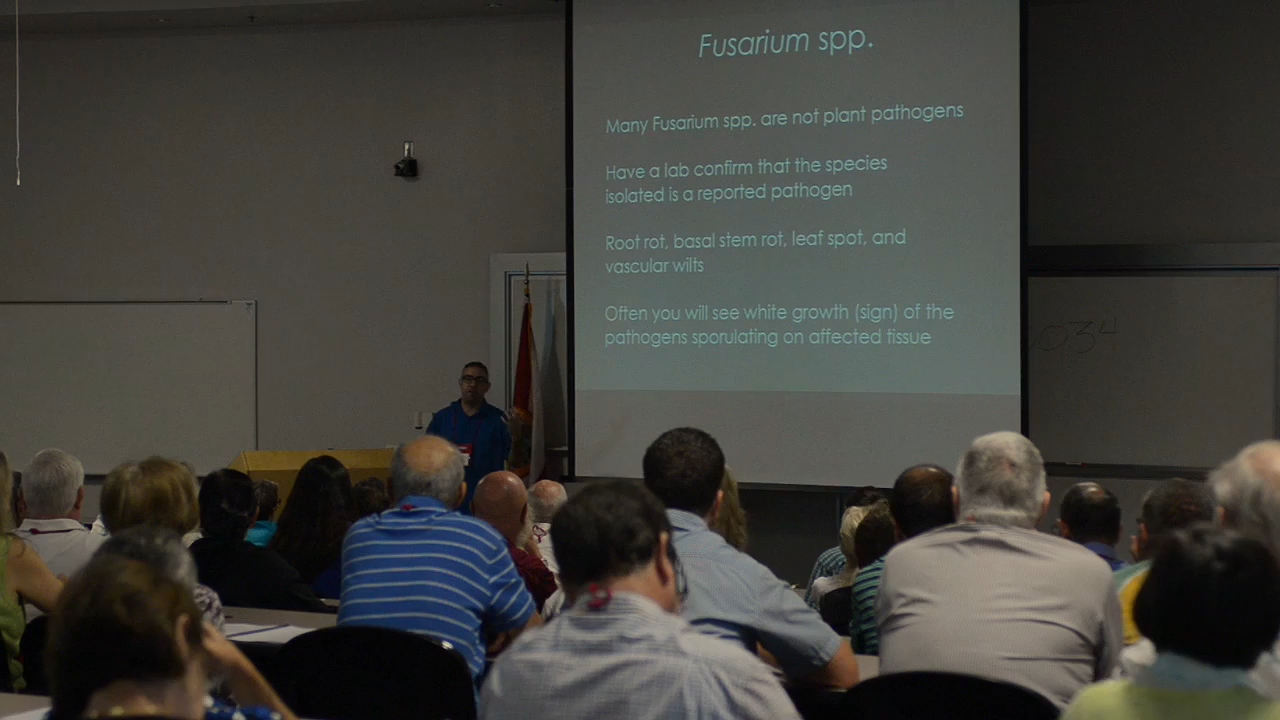 Fusarium spp.
Many Fusarium spp. are not plant pathogens
Have a lab confirm that the species
isolated is a reported pathogen
Root rot, basal stem rot, leaf spot, and
vascular wilts
Often you will see white growth (sign) of the
pathogens sporulating on affected tissue
034